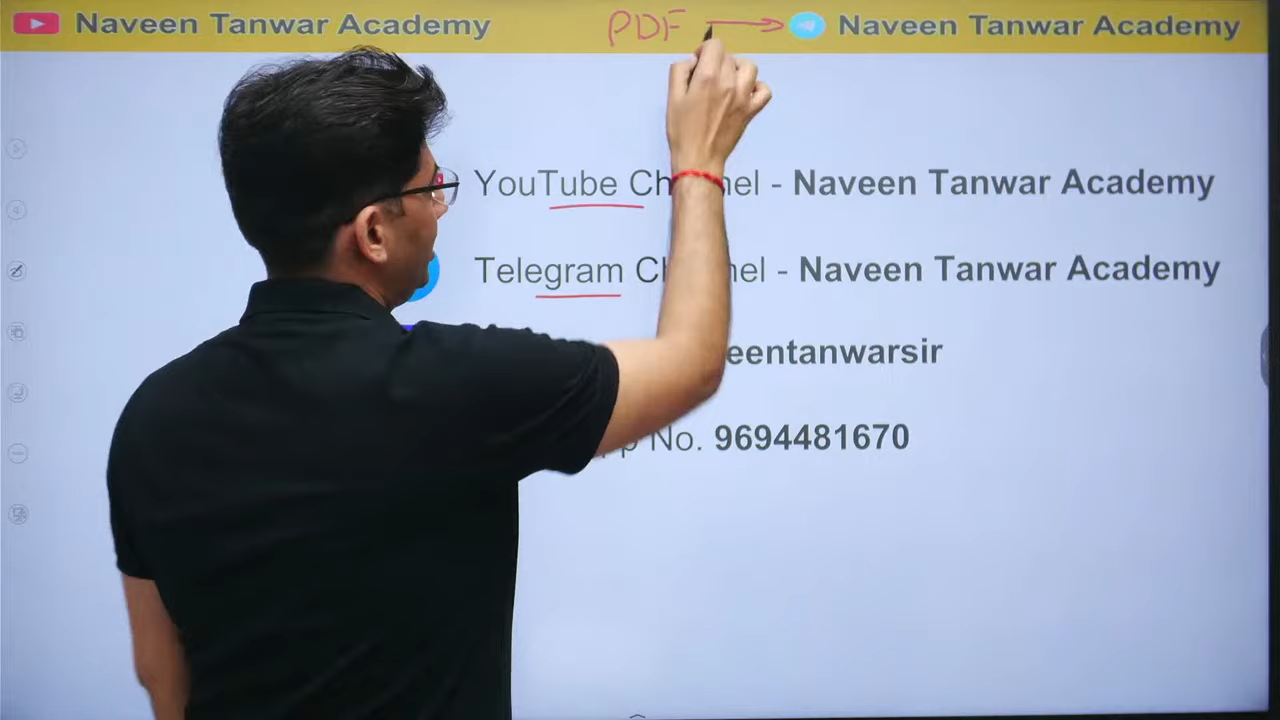 Naveen Tanwar Academy PDF → Naveen Tanwar Academy
YouTube Ch nel - Naveen Tanwar Academy
Telegram Ch nel - Naveen Tanwar Academy
eentanwarsir
p No. 9694481670